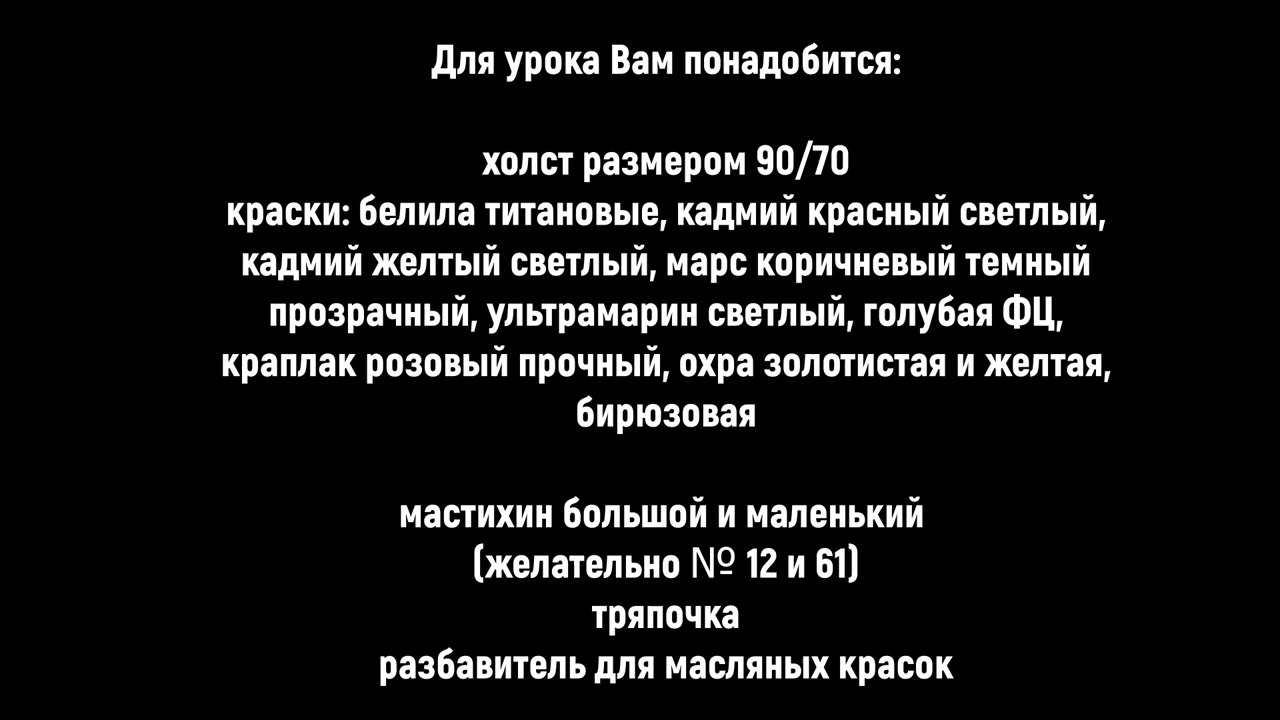 Для урока Вам понадобится:
холст размером 90/70
краски: белила титановые, кадмий красный светлый,
кадмий желтый светлый, марс коричневый темный
прозрачный, ультрамарин светлый, голубая ФЦ,
краплак розовый прочный, охра золотистая и желтая,
бирюзовая
мастихин большой и маленький
(желательно № 12 и 61)
тряпочка
разбавитель для масляных красок